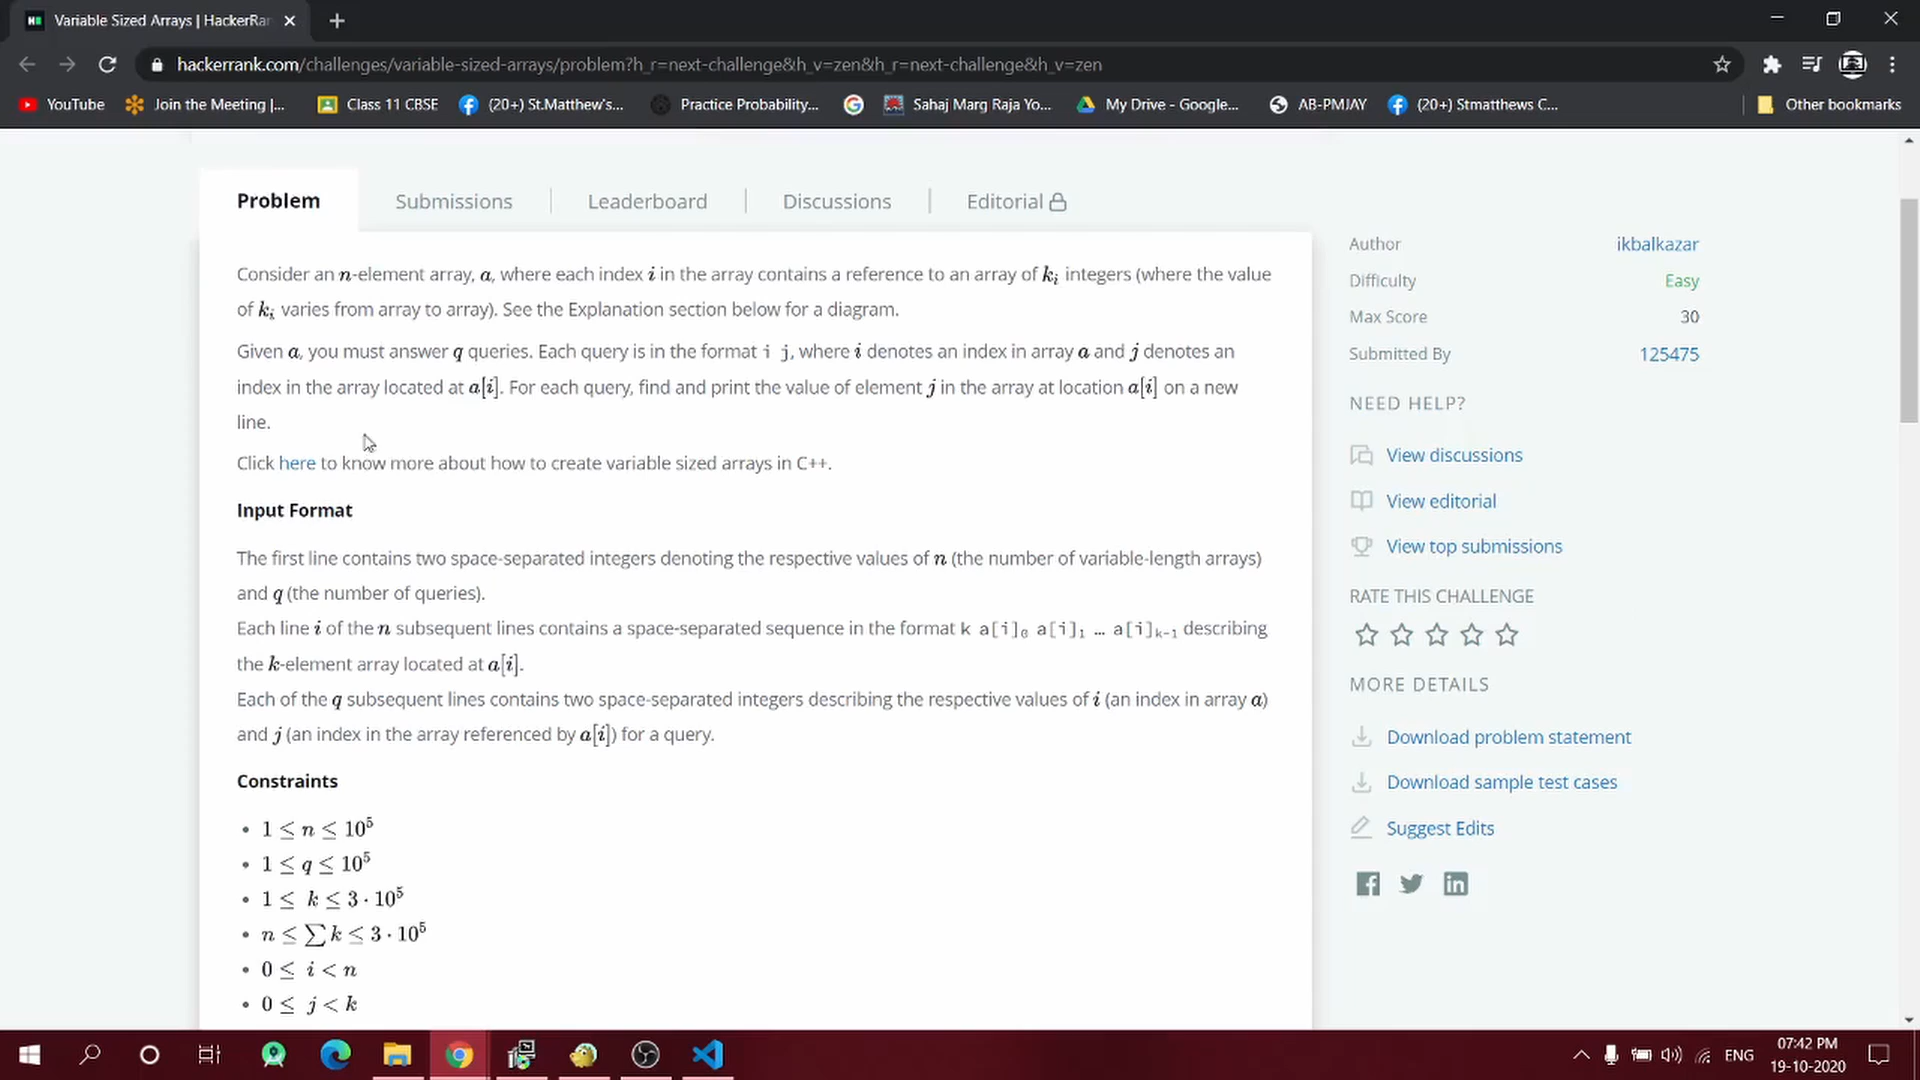 Variable Sized Arrays | HackerRan
hackerrank.com/challenges/variable-sized-arrays/problem?h_r=next-challenge&h_v=zen&h_r=next-challenge&h_v=zen
YouTube Join the Meeting |... Class 11 CBSE (20+) St.Matthew's... Practice Probability... Sahaj Marg Raja Yo... My Drive - Google... AB-PMJAY (20+) Stmatthews C... Other bookmarks
Problem Submissions Leaderboard Discussions Editorial
Consider an n-element array, a, where each index i in the array contains a reference to an array of kᵢ integers (where the value
of kᵢ varies from array to array). See the Explanation section below for a diagram.
Given a, you must answer q queries. Each query is in the format i j, where i denotes an index in array a and j denotes an
index in the array located at a[i]. For each query, find and print the value of element j in the array at location a[i] on a new
line.
Click here to know more about how to create variable sized arrays in C++.
Input Format
The first line contains two space-separated integers denoting the respective values of n (the number of variable-length arrays)
and q (the number of queries).
Each line i of the n subsequent lines contains a space-separated sequence in the format k a[i]₀ a[i]₁ … a[i]ₖ₋₁ describing
the k-element array located at a[i].
Each of the q subsequent lines contains two space-separated integers describing the respective values of i (an index in array a)
and j (an index in the array referenced by a[i]) for a query.
Constraints
• 1 ≤ n ≤ 10⁵
• 1 ≤ q ≤ 10⁵
• 1 ≤ k ≤ 3 · 10⁵
• n ≤ ∑ k ≤ 3 · 10⁵
• 0 ≤ i < n
• 0 ≤ j < k
Author ikbalkazar
Difficulty Easy
Max Score 30
Submitted By 125475
NEED HELP?
View discussions
View editorial
View top submissions
RATE THIS CHALLENGE
MORE DETAILS
Download problem statement
Download sample test cases
Suggest Edits
ENG
07:42 PM
19-10-2020